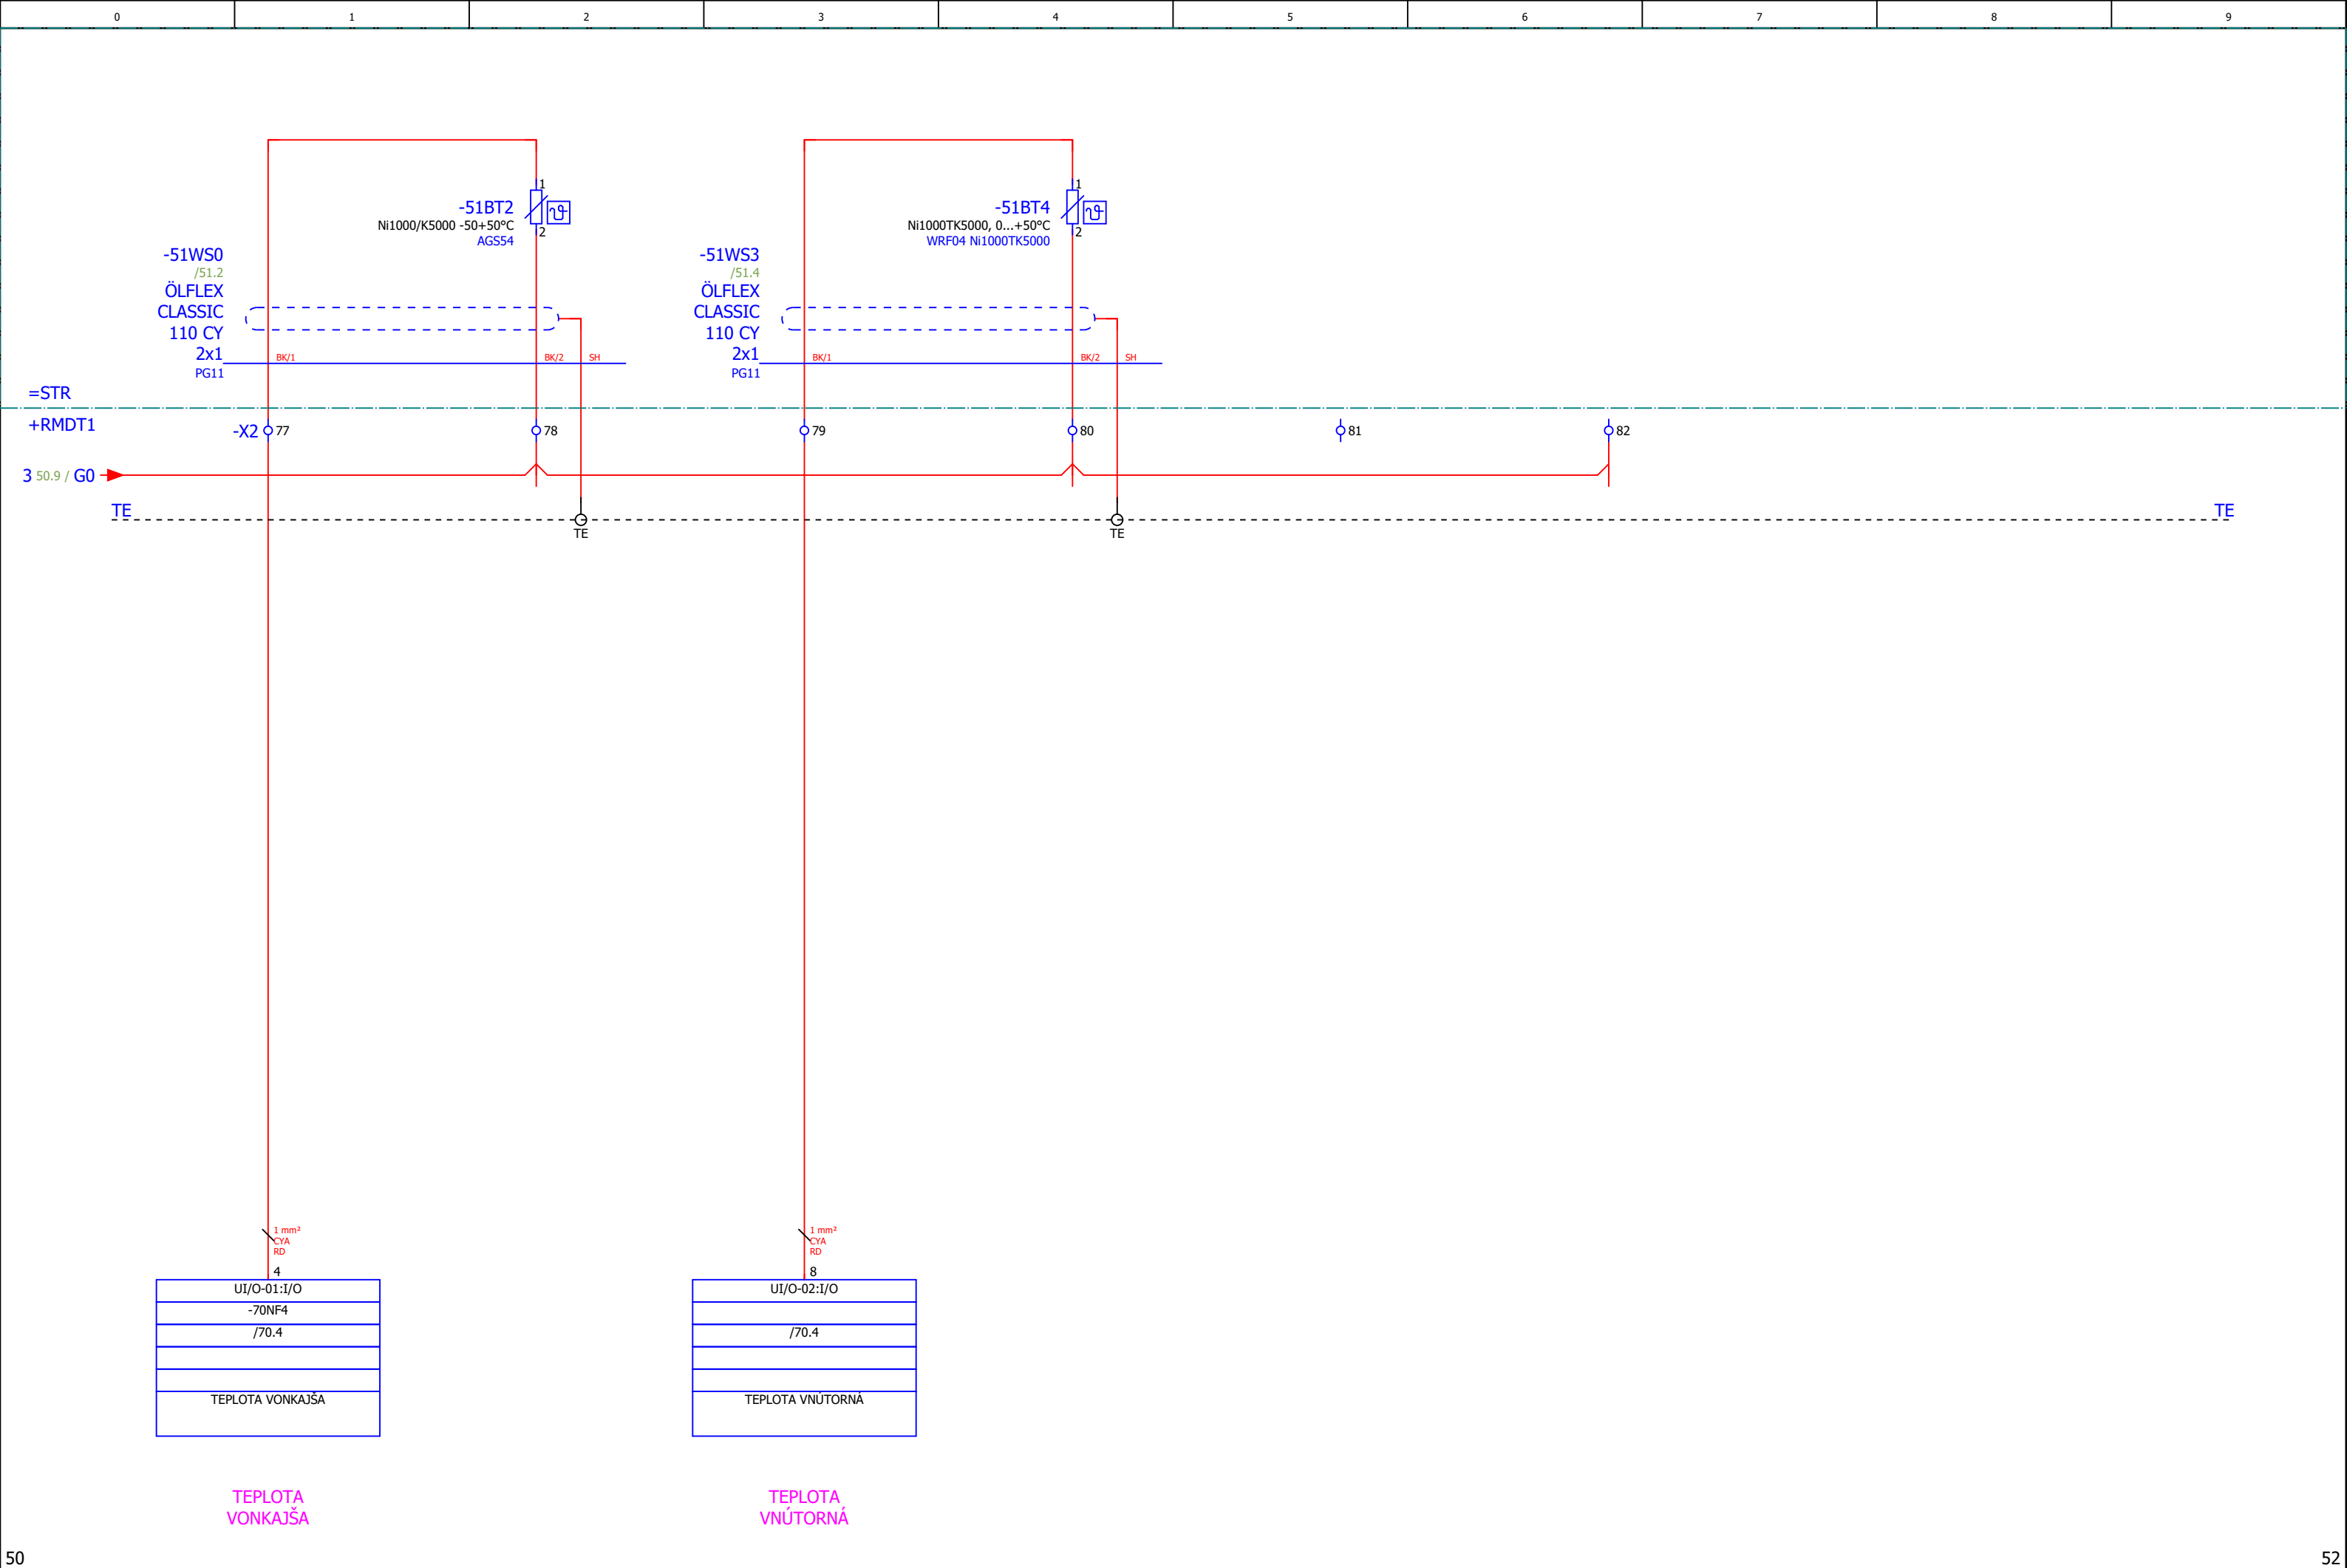 0 1 2 3 4 5 6 7 8 9
1 1
-51BT2 -51BT4
Ni1000/K5000 -50+50°C Ni1000TK5000, 0...+50°C
2 2
AGS54 WRF04 Ni1000TK5000
-51WS0 -51WS3
/51.2 /51.4
ÖLFLEX ÖLFLEX
CLASSIC CLASSIC
110 CY 110 CY
2x1 BK/1 BK/2 SH 2x1 BK/1 BK/2 SH
PG11 PG11
=STR
+RMDT1
-X2 77 78 79 80 81 82
3 50.9 / G0
TE TE
TE TE
1 mm² 1 mm²
CYA CYA
RD RD
4 8
UI/O-01:I/O UI/O-02:I/O
-70NF4
/70.4 /70.4
TEPLOTA VONKAJŠA TEPLOTA VNÚTORNÁ
TEPLOTA TEPLOTA
VONKAJŠA VNÚTORNÁ
50 52